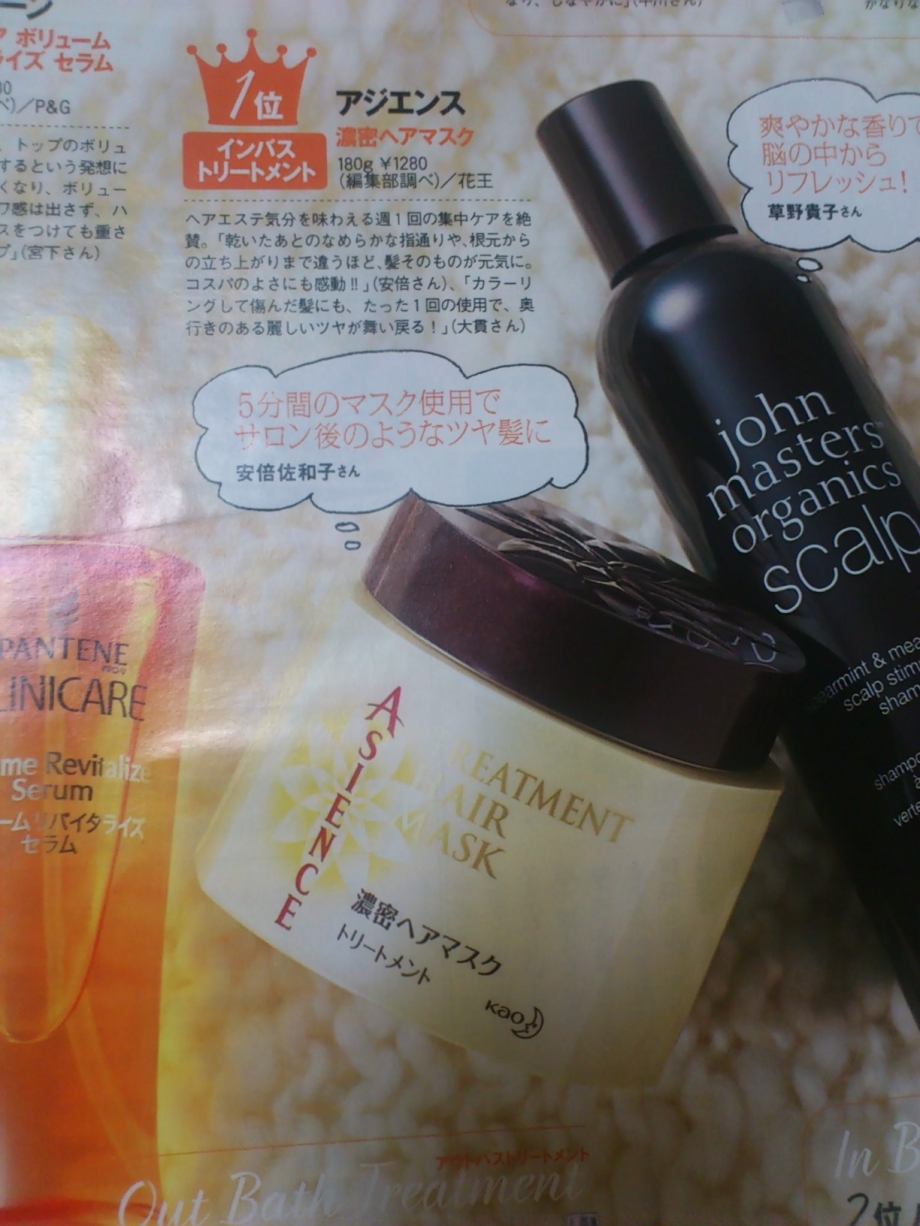 ボリューム
ライズ セラム
P&G
、トップのボリュ
するという発想に
くなり、ボリュー
ワ感は出さず、ハ
スをつけても重さ
(宮下さん)
1位
インバス
トリートメント
アジエンス
濃密ヘアマスク
180g ¥1280
(編集部調べ)/花王
ヘアエステ気分を味わえる週1回の集中ケアを絶
賛。「乾いたあとのなめらかな指通りや、根元から
の立ち上がりまで違うほど、髪そのものが元気に。
コスパのよさにも感動!!」(安倍さん)、「カラーリ
ングして傷んだ髪にも、たった1回の使用で、奥
行きのある麗しいツヤが舞い戻る!」(大貫さん)
5分間のマスク使用で
サロン後のようなツヤ髪に
安倍佐和子さん
爽やかな香りで
脳の中から
リフレッシュ!
草野貴子さん
john
masters
organics
scalp
earmint & mea
scalp stim
sham
shampo
PANTENE
PRO-V
LINICARE
me Revitalize
Serum
ームリバイタライズ
セラム
ASIENCE
TREATMENT
HAIR
MASK
濃密ヘアマスク
トリートメント
Kao
アウトバストリートメント
Out Bath Treatment
In B
2位